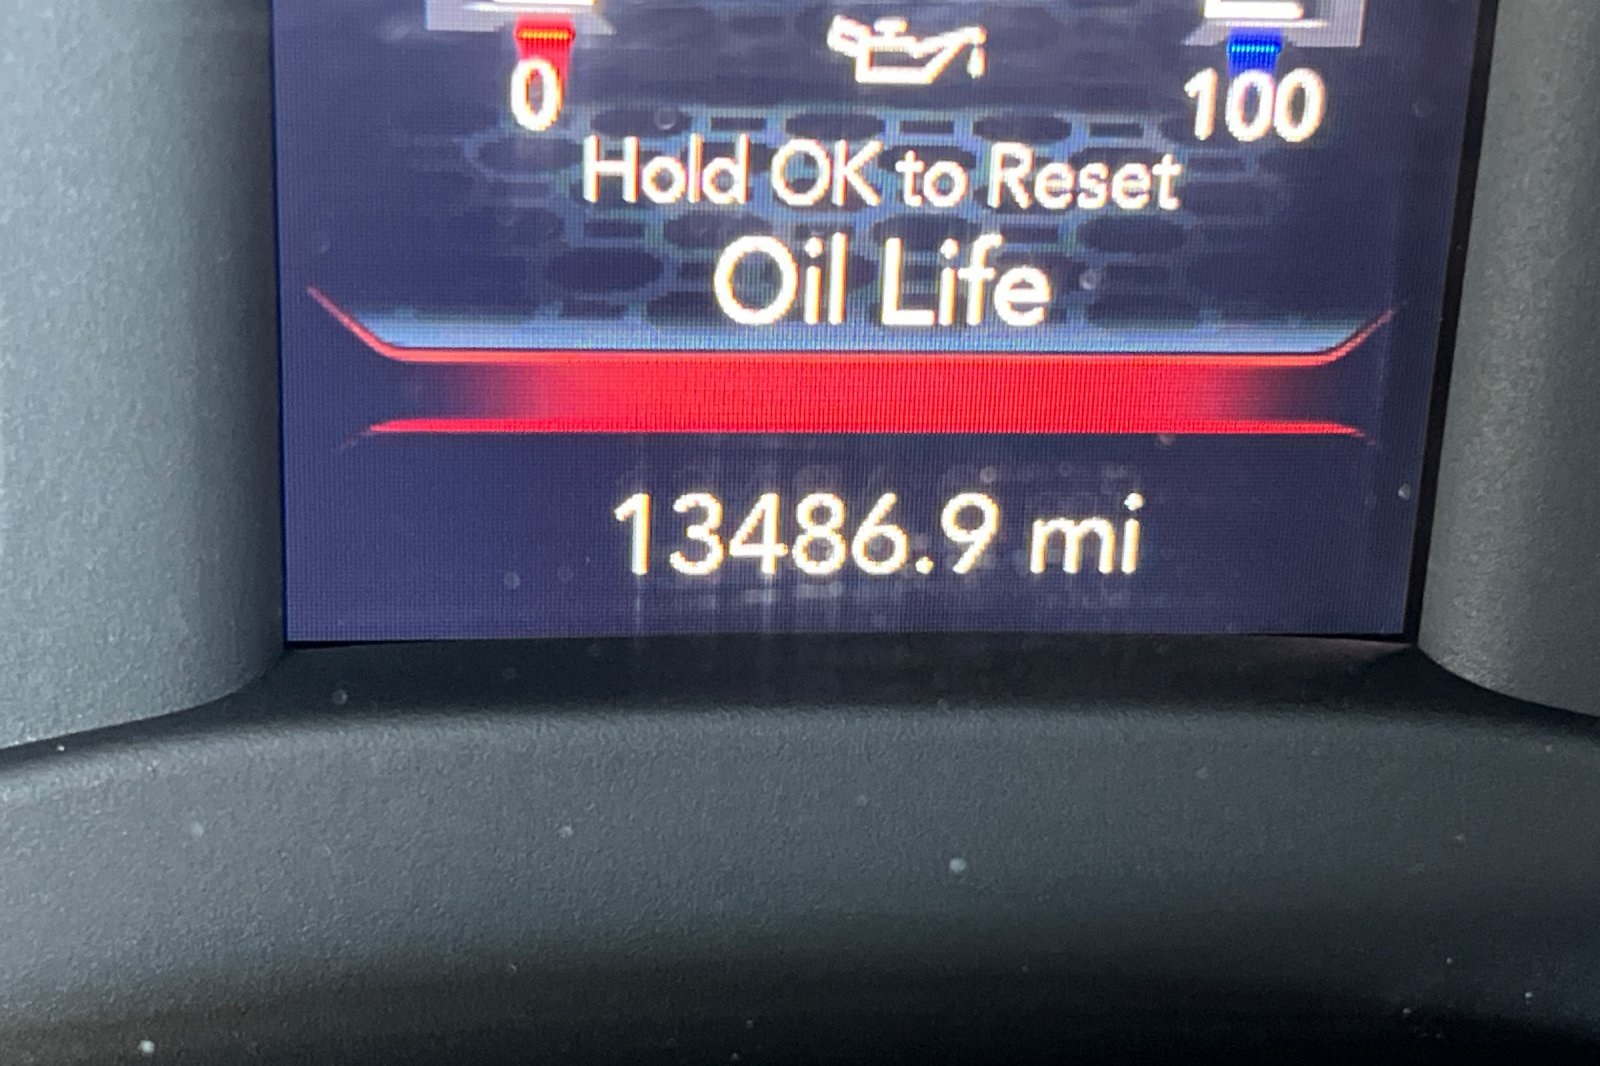 0 100
Hold OK to Reset
Oil Life
13486.9 mi